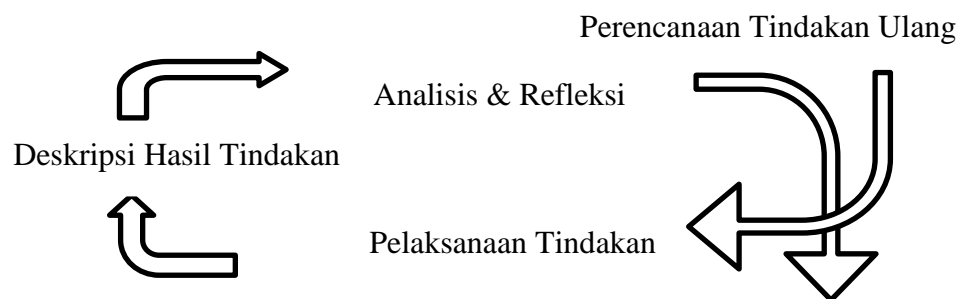 Perencanaan Tindakan Ulang
Analisis & Refleksi
Deskripsi Hasil Tindakan
Pelaksanaan Tindakan